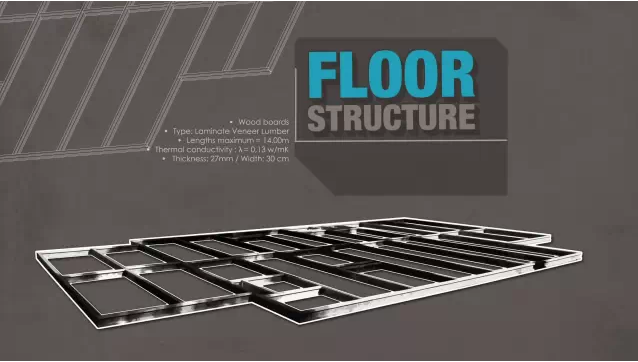 FLOOR
STRUCTURE
• Wood boards
• Type: Laminate Veneer Lumber
• Lengths maximum = 14,00m
• Thermal conductivity : λ = 0.13 w/mK
• Thickness: 27mm / Width: 30 cm